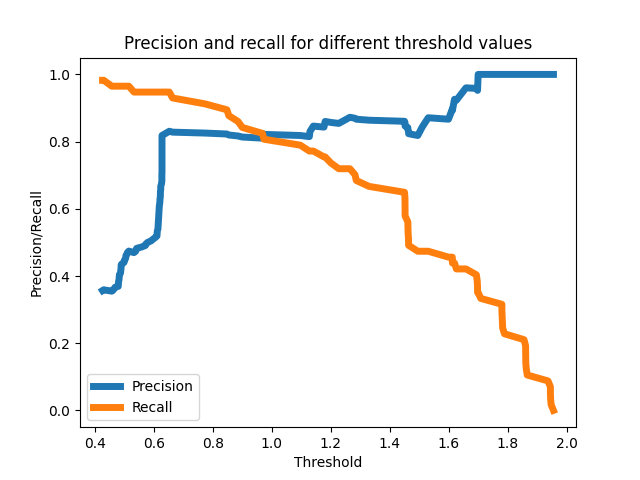 Precision and recall for different threshold values
Precision/Recall
1.0
0.8
0.6
0.4
0.2
0.0
Precision
Recall
0.4 0.6 0.8 1.0 1.2 1.4 1.6 1.8 2.0
Threshold